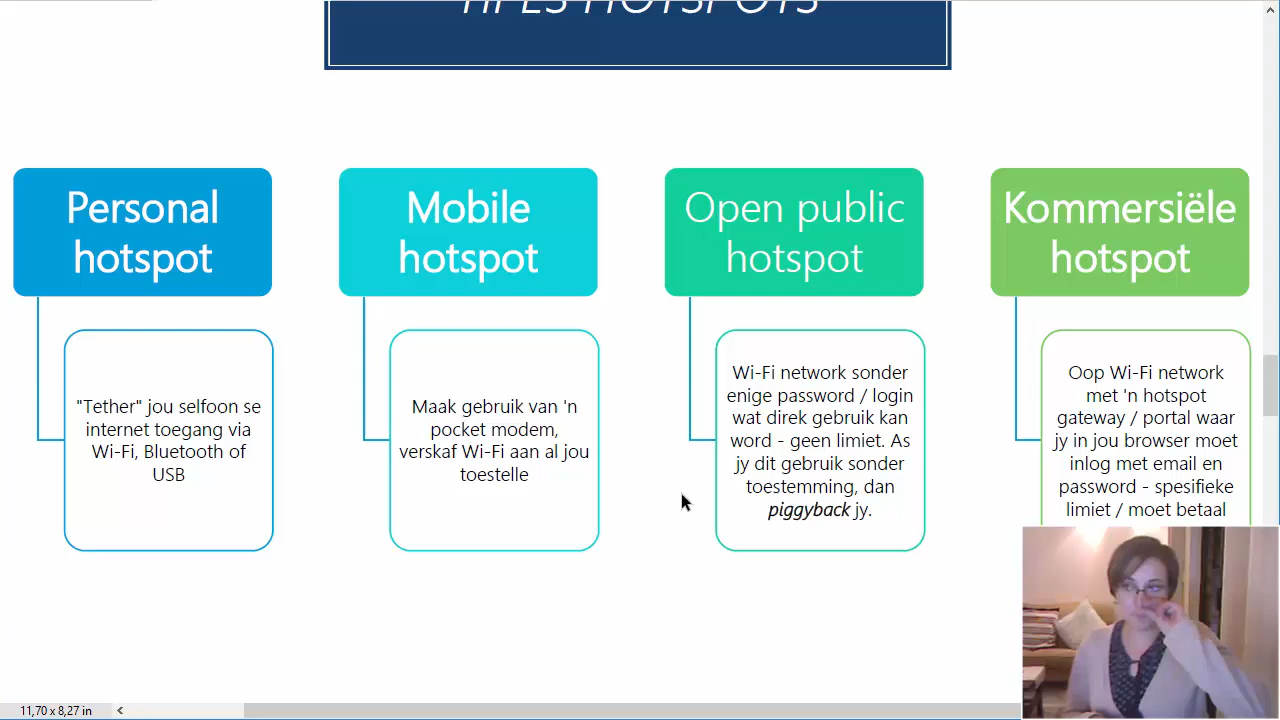 TIPES HOTSPOTS
Personal
hotspot
"Tether" jou selfoon se
internet toegang via
Wi-Fi, Bluetooth of
USB
Mobile
hotspot
Maak gebruik van 'n
pocket modem,
verskaf Wi-Fi aan al jou
toestelle
Open public
hotspot
Wi-Fi network sonder
enige password / login
wat direk gebruik kan
word - geen limiet. As
jy dit gebruik sonder
toestemming, dan
piggyback jy.
Kommersiële
hotspot
Oop Wi-Fi network
met 'n hotspot
gateway / portal waar
jy in jou browser moet
inlog met email en
password - spesifieke
limiet / moet betaal
11,70 x 8,27 in